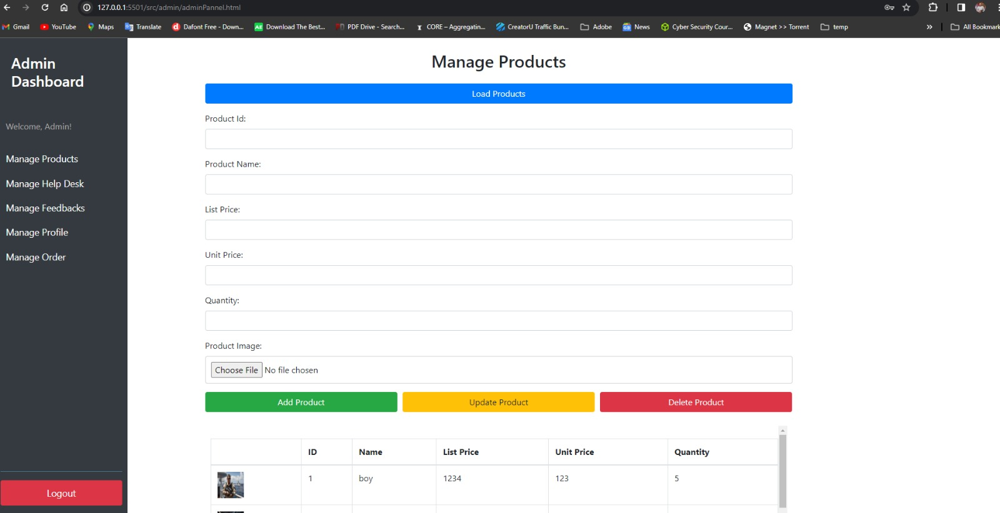 127.0.0.1:5501/src/admin/adminPannel.html
Gmail YouTube Maps Translate Dafont Free - Down... AE Download The Best... PDF Drive - Search... CORE – Aggregatin... CreatorU Traffic Bun... Adobe News Cyber Security Cour... Magnet >> Torrent temp » All Bookmark
Admin
Dashboard
Welcome, Admin!
Manage Products
Manage Help Desk
Manage Feedbacks
Manage Profile
Manage Order
Logout
Manage Products
Load Products
Product Id:
Product Name:
List Price:
Unit Price:
Quantity:
Product Image:
Choose File No file chosen
Add Product Update Product Delete Product
ID Name List Price Unit Price Quantity
1 boy 1234 123 5